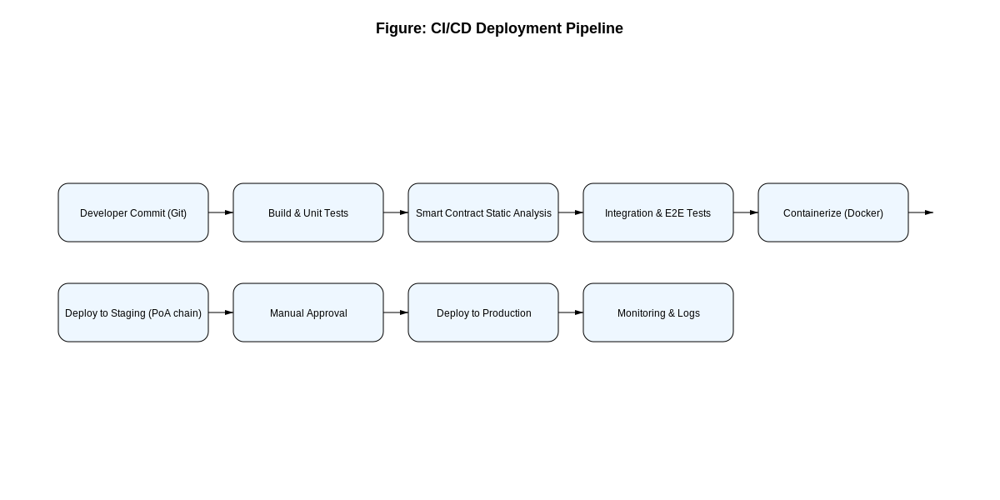 Figure: CI/CD Deployment Pipeline
Developer Commit (Git)
Build & Unit Tests
Smart Contract Static Analysis
Integration & E2E Tests
Containerize (Docker)
Deploy to Staging (PoA chain)
Manual Approval
Deploy to Production
Monitoring & Logs